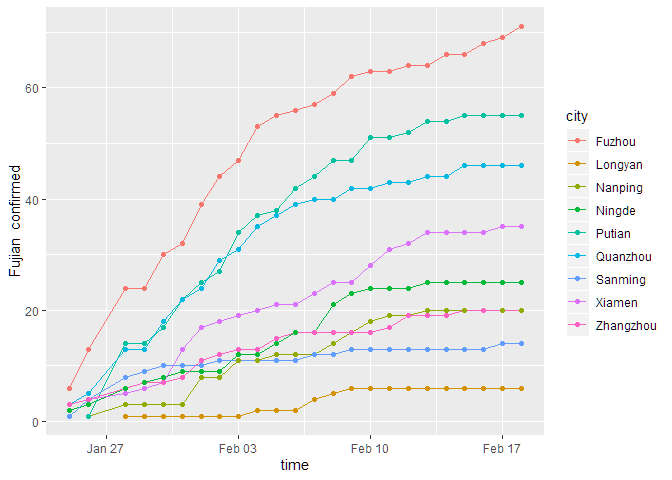 Fujian confirmed
60
40
20
0
Jan 27 Feb 03 Feb 10 Feb 17
time
city
Fuzhou
Longyan
Nanping
Ningde
Putian
Quanzhou
Sanming
Xiamen
Zhangzhou